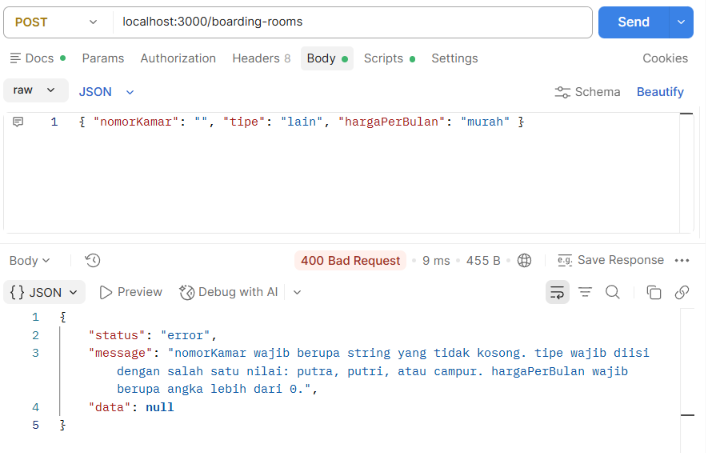 POST localhost:3000/boarding-rooms Send
Docs Params Authorization Headers 8 Body Scripts Settings Cookies
raw JSON Schema Beautify
1 { "nomorKamar": "", "tipe": "lain", "hargaPerBulan": "murah" }
Body 400 Bad Request • 9 ms • 455 B • e.g. Save Response
{} JSON Preview Debug with AI
1 {
2 "status": "error",
3 "message": "nomorKamar wajib berupa string yang tidak kosong. tipe wajib diisi
dengan salah satu nilai: putra, putri, atau campur. hargaPerBulan wajib
berupa angka lebih dari 0.",
4 "data": null
5 }